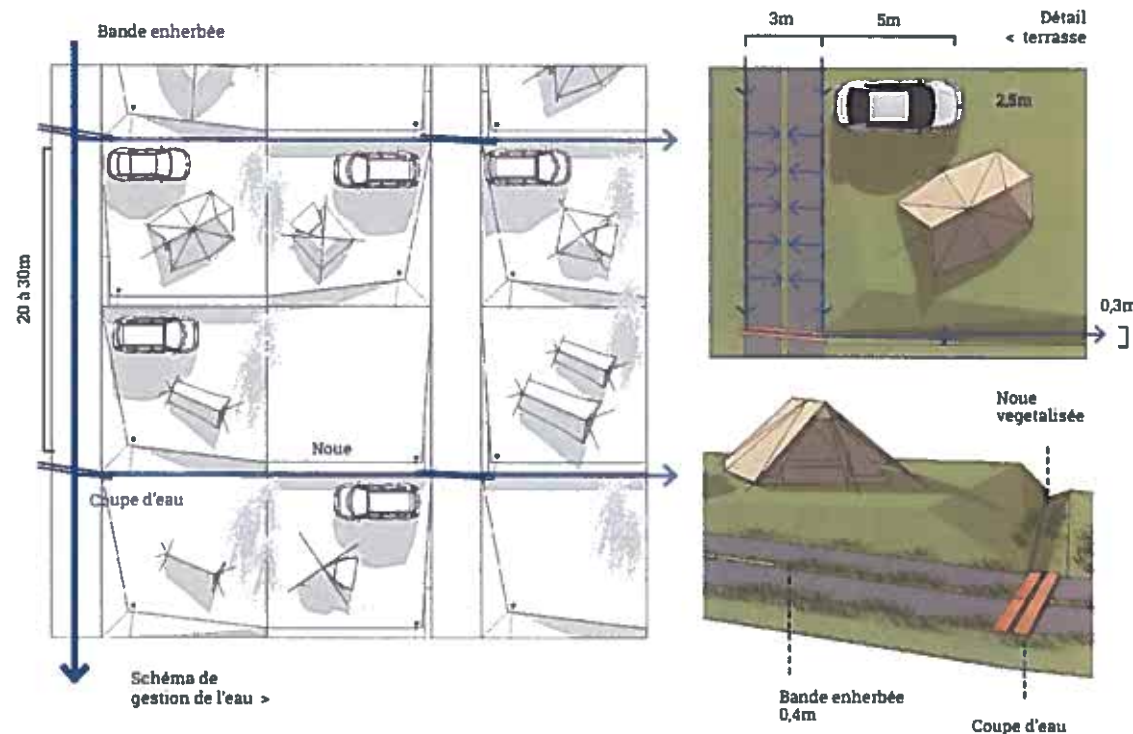 Bande enherbée
20 à 30m
Noue
Coupe d'eau
Schéma de
gestion de l'eau >
3m
5m
Détail
< terrasse
2,5m
0,3m
Noue
vegetalisée
Bande enherbée
0,4m
Coupe d'eau